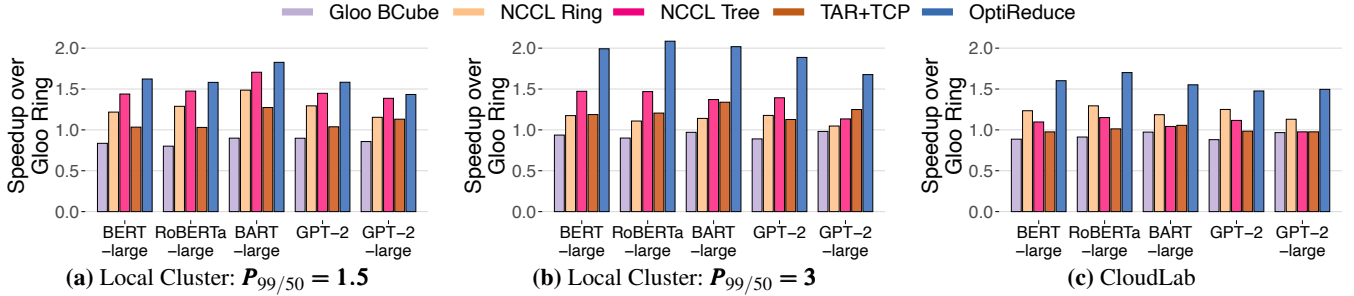 Gloo BCube NCCL Ring NCCL Tree TAR+TCP OptiReduce
Speedup over
Gloo Ring
2.0
1.5
1.0
0.5
0.0
BERT
-large
RoBERTa
-large
BART
-large
GPT-2
GPT-2
-large
(a) Local Cluster: P99/50 = 1.5
Speedup over
Gloo Ring
2.0
1.5
1.0
0.5
0.0
BERT
-large
RoBERTa
-large
BART
-large
GPT-2
GPT-2
-large
(b) Local Cluster: P99/50 = 3
Speedup over
Gloo Ring
2.0
1.5
1.0
0.5
0.0
BERT
-large
RoBERTa
-large
BART
-large
GPT-2
GPT-2
-large
(c) CloudLab